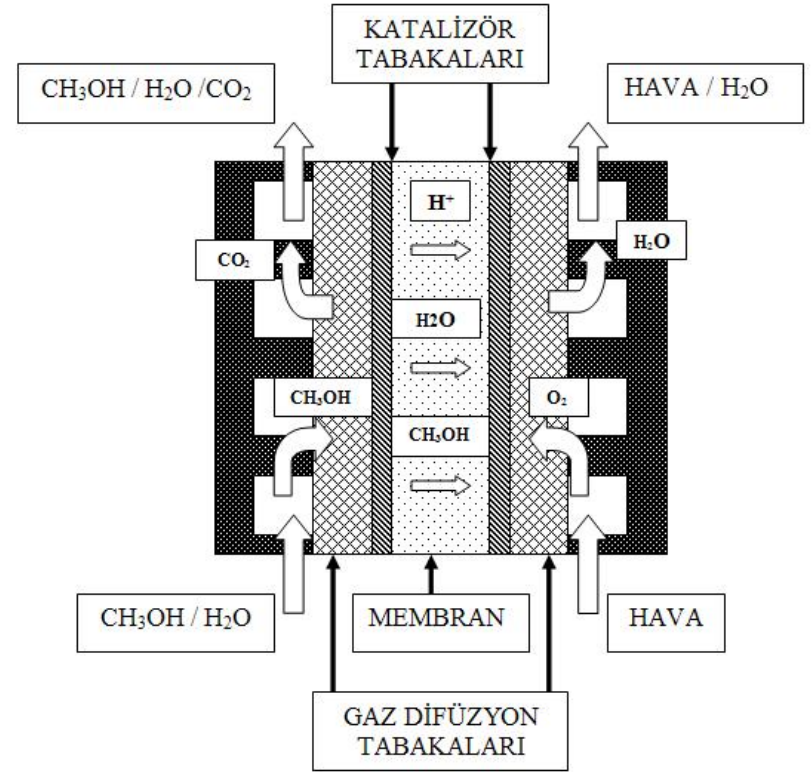 KATALİZÖR
TABAKALARI
CH₃OH / H₂O /CO₂
HAVA / H₂O
H⁺
CO₂
H₂O
H2O
CH₃OH
O₂
CH₃OH
CH₃OH / H₂O
MEMBRAN
HAVA
GAZ DİFÜZYON
TABAKALARI